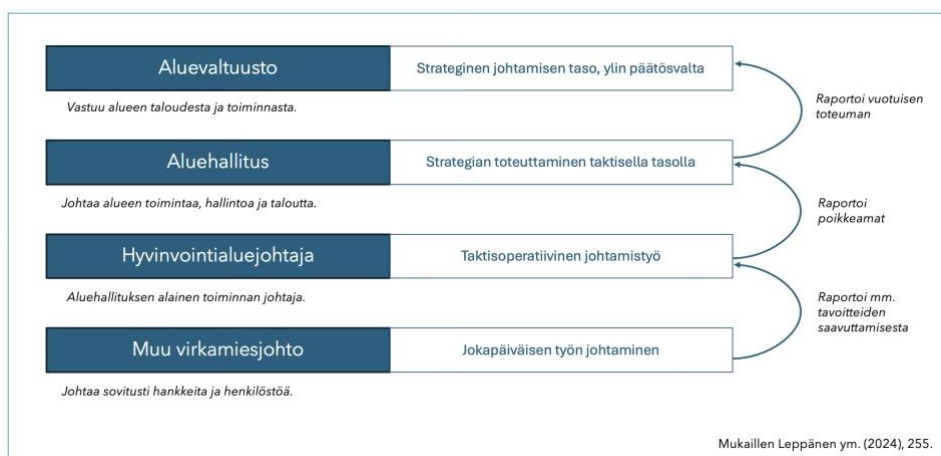 Aluevaltuusto
Strateginen johtamisen taso, ylin päätösvalta
Vastuu alueen taloudesta ja toiminnasta.
Raportoi vuotuisen
toteuman
Aluehallitus
Strategian toteuttaminen taktisella tasolla
Johtaa alueen toimintaa, hallintoa ja taloutta.
Raportoi
poikkeamat
Hyvinvointialuejohtaja
Taktisoperatiivinen johtamistyö
Aluehallituksen alainen toiminnan johtaja.
Raportoi mm.
tavoitteiden
saavuttamisesta
Muu virkamiesjohto
Jokapäiväisen työn johtaminen
Johtaa sovitusti hankkeita ja henkilöstöä.
Mukaillen Leppänen ym. (2024), 255.